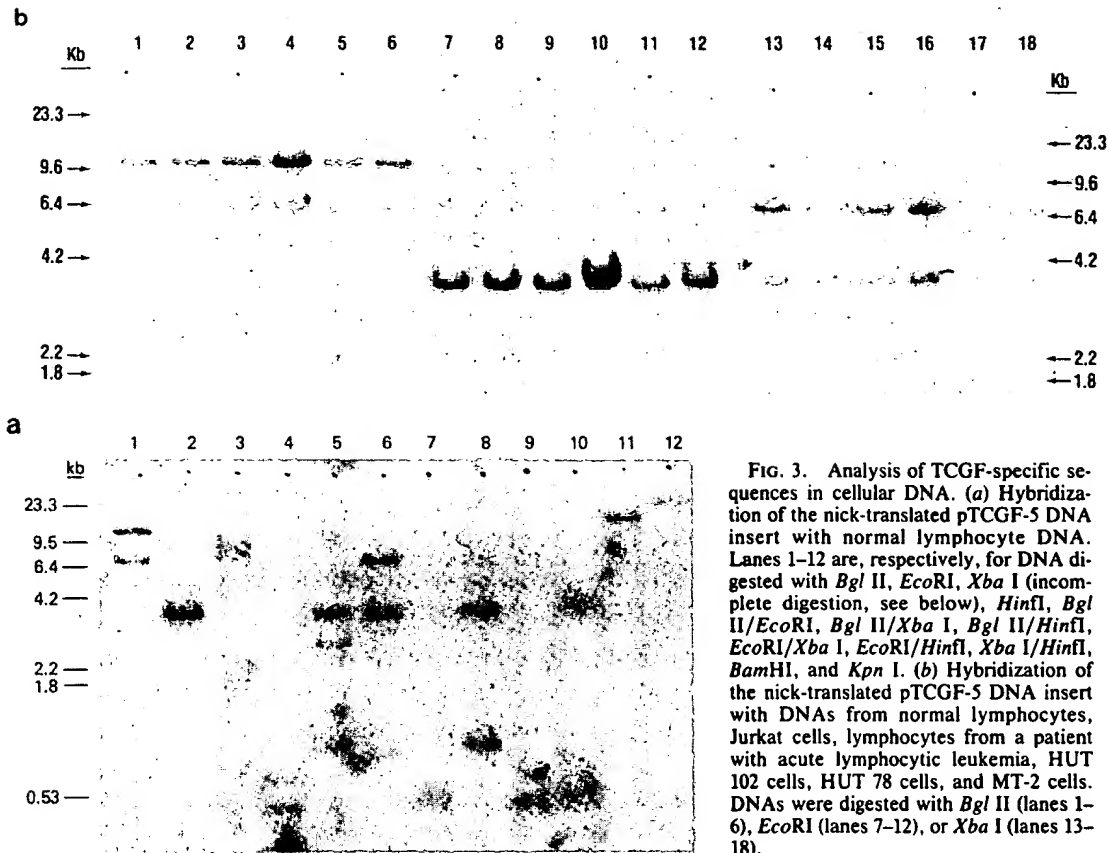 b
1 2 3 4 5 6 7 8 9 10 11 12 13 14 15 16 17 18
Kb
23.3
9.6
6.4
4.2
2.2
1.8
Kb
23.3
9.6
6.4
4.2
2.2
1.8
a
1 2 3 4 5 6 7 8 9 10 11 12
kb
23.3
9.5
6.4
4.2
2.2
1.8
0.53
FIG. 3. Analysis of TCGF-specific se-
quences in cellular DNA. (a) Hybridiza-
tion of the nick-translated pTCGF-5 DNA
insert with normal lymphocyte DNA.
Lanes 1–12 are, respectively, for DNA di-
gested with Bgl II, EcoRI, Xba I (incom-
plete digestion, see below), HinfI, Bgl
II/EcoRI, Bgl II/Xba I, Bgl II/HinfI,
EcoRI/Xba I, EcoRI/HinfI, Xba I/HinfI,
BamHI, and Kpn I. (b) Hybridization of
the nick-translated pTCGF-5 DNA insert
with DNAs from normal lymphocytes,
Jurkat cells, lymphocytes from a patient
with acute lymphocytic leukemia, HUT
102 cells, HUT 78 cells, and MT-2 cells.
DNAs were digested with Bgl II (lanes 1–
6), EcoRI (lanes 7–12), or Xba I (lanes 13–
18).